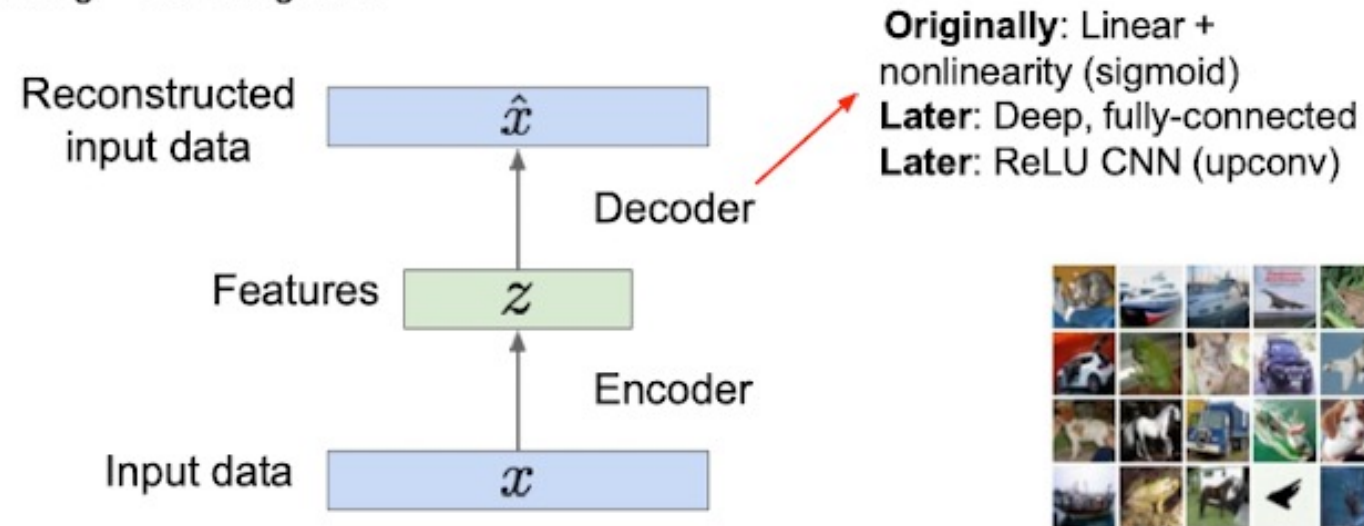 Originally: Linear +
nonlinearity (sigmoid)
Later: Deep, fully-connected
Later: ReLU CNN (upconv)
Reconstructed
input data
x̂
Decoder
Features
z
Encoder
Input data
x